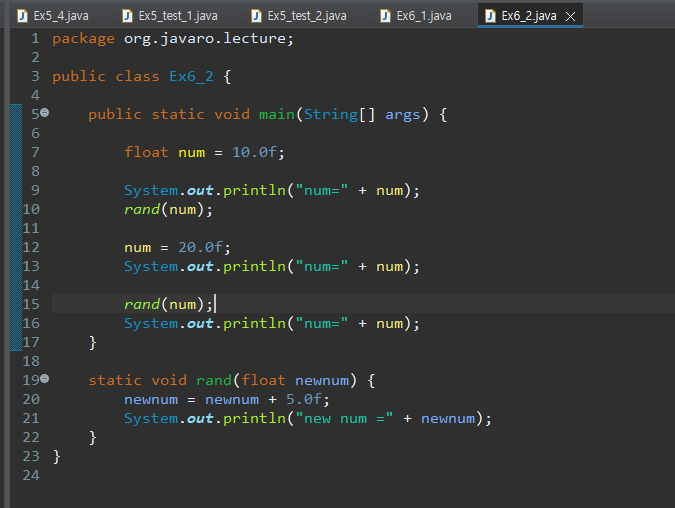 Ex5_4.java Ex5_test_1.java Ex5_test_2.java Ex6_1.java Ex6_2.java
1 package org.javaro.lecture;
2
3 public class Ex6_2 {
4
5 public static void main(String[] args) {
6
7 float num = 10.0f;
8
9 System.out.println("num=" + num);
10 rand(num);
11
12 num = 20.0f;
13 System.out.println("num=" + num);
14
15 rand(num);
16 System.out.println("num=" + num);
17 }
18
19 static void rand(float newnum) {
20 newnum = newnum + 5.0f;
21 System.out.println("new num =" + newnum);
22 }
23 }
24